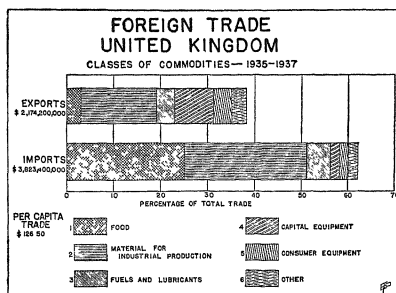 FOREIGN TRADE
UNITED KINGDOM
CLASSES OF COMMODITIES—1935-1937
EXPORTS
$2,174,200,000
IMPORTS
$3,823,400,000
0 10 20 30 40 50 60 70
PERCENTAGE OF TOTAL TRADE
PER CAPITA
TRADE
$126.50
1 FOOD
2 MATERIAL FOR
INDUSTRIAL PRODUCTION
3 FUELS AND LUBRICANTS
4 CAPITAL EQUIPMENT
5 CONSUMER EQUIPMENT
6 OTHER